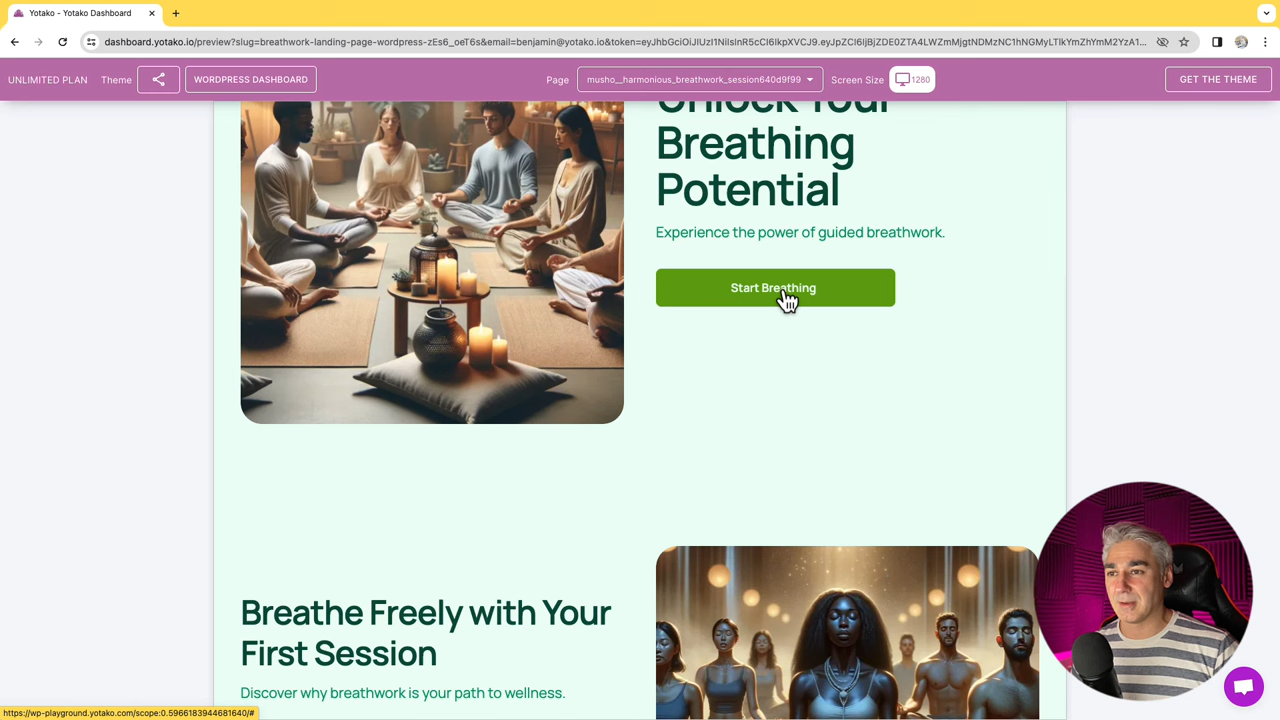 Yotako - Yotako Dashboard
dashboard.yotako.io/preview?slug=breathwork-landing-page-wordpress-zEs6_oeT6s&email=benjamin@yotako.io&token=
UNLIMITED PLAN Theme WORDPRESS DASHBOARD Page musho__harmonious_breathwork_session640d9f99 Screen Size 1280 GET THE THEME
Unlock Your
Breathing
Potential
Experience the power of guided breathwork.
Start Breathing
Breathe Freely with Your
First Session
Discover why breathwork is your path to wellness.
https://wp-playground.yotako.com/scope:0.5966183944681640/#